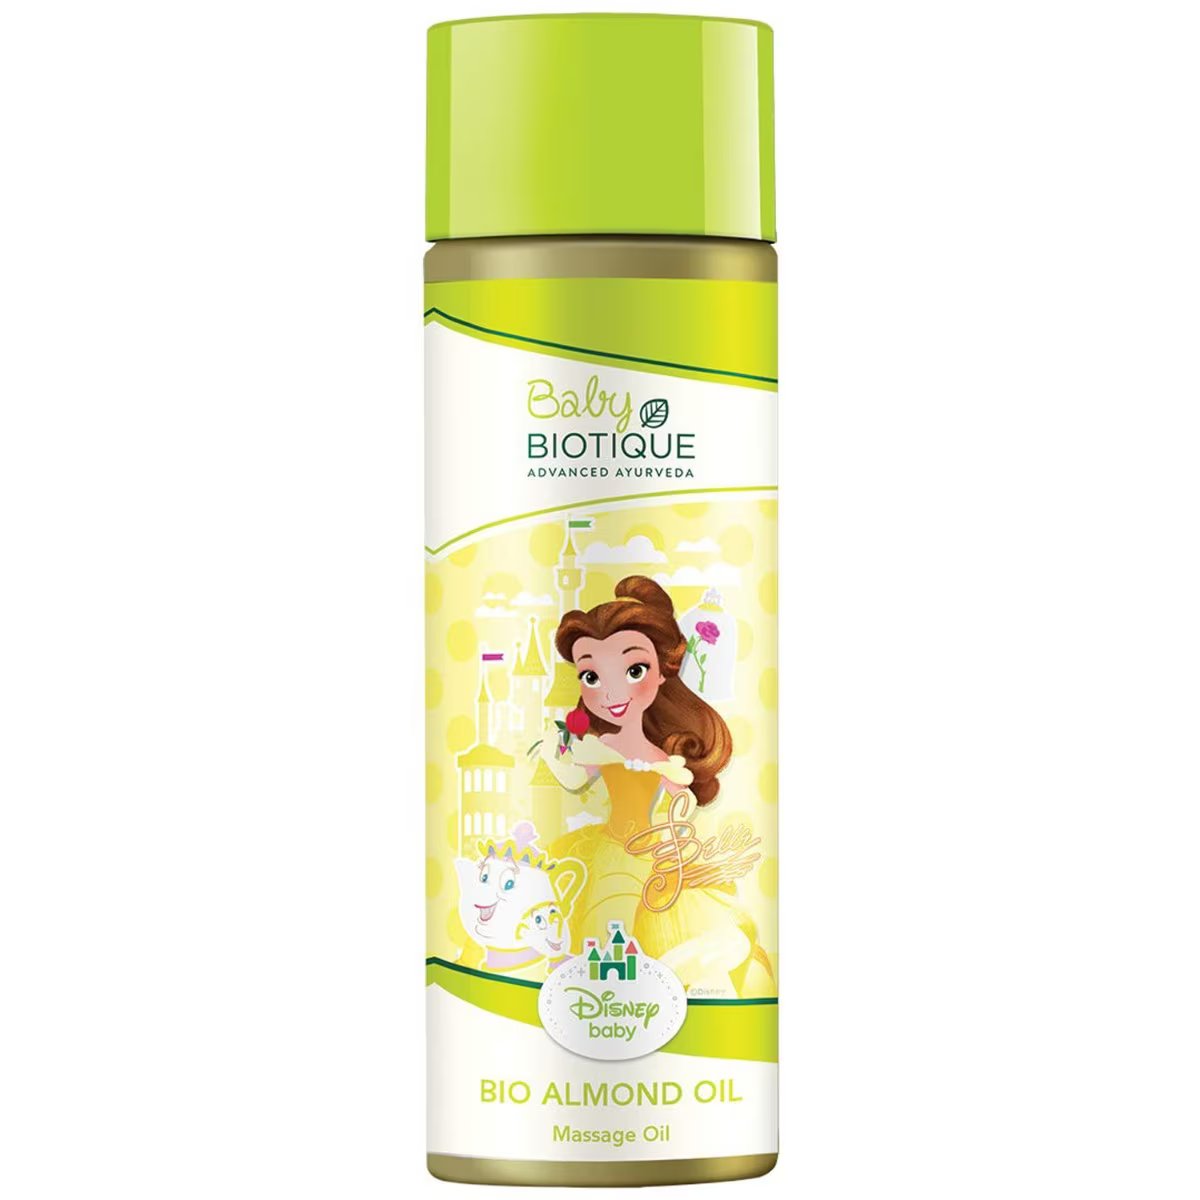 Baby
BIOTIQUE
ADVANCED AYURVEDA
Belle
©Disney
Disney
baby
BIO ALMOND OIL
Massage Oil